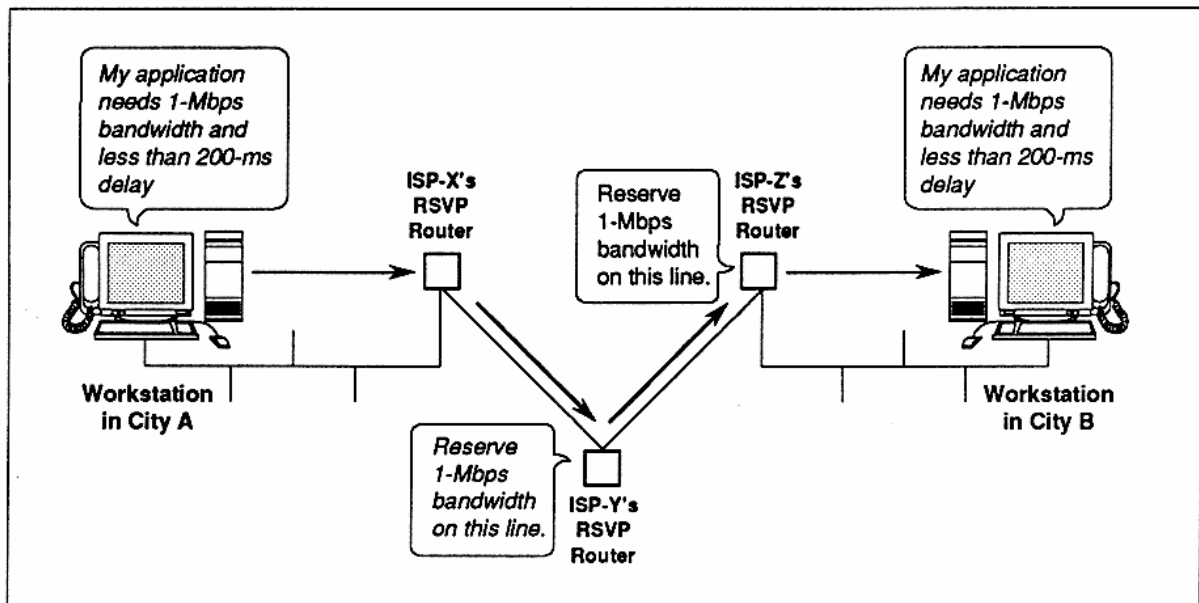 My application
needs 1-Mbps
bandwidth and
less than 200-ms
delay
My application
needs 1-Mbps
bandwidth and
less than 200-ms
delay
ISP-X's
RSVP
Router
Reserve
1-Mbps
bandwidth
on this line.
ISP-Z's
RSVP
Router
Workstation
in City A
Workstation
in City B
Reserve
1-Mbps
bandwidth
on this line.
ISP-Y's
RSVP
Router